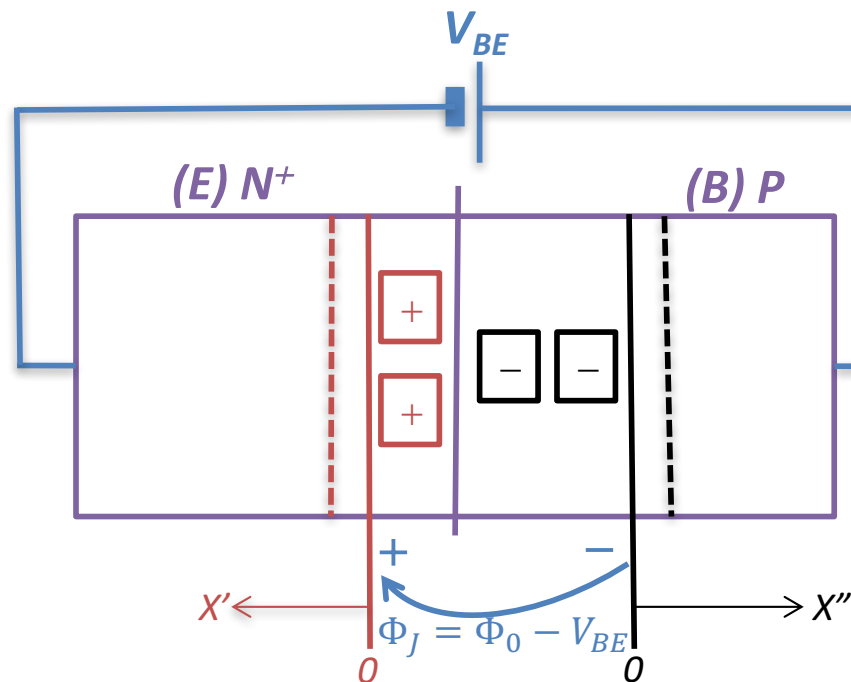 V_BE
(E) N⁺ (B) P
+
− −
+
+ −
X' X"
Φ_J = Φ_0 − V_BE
0 0